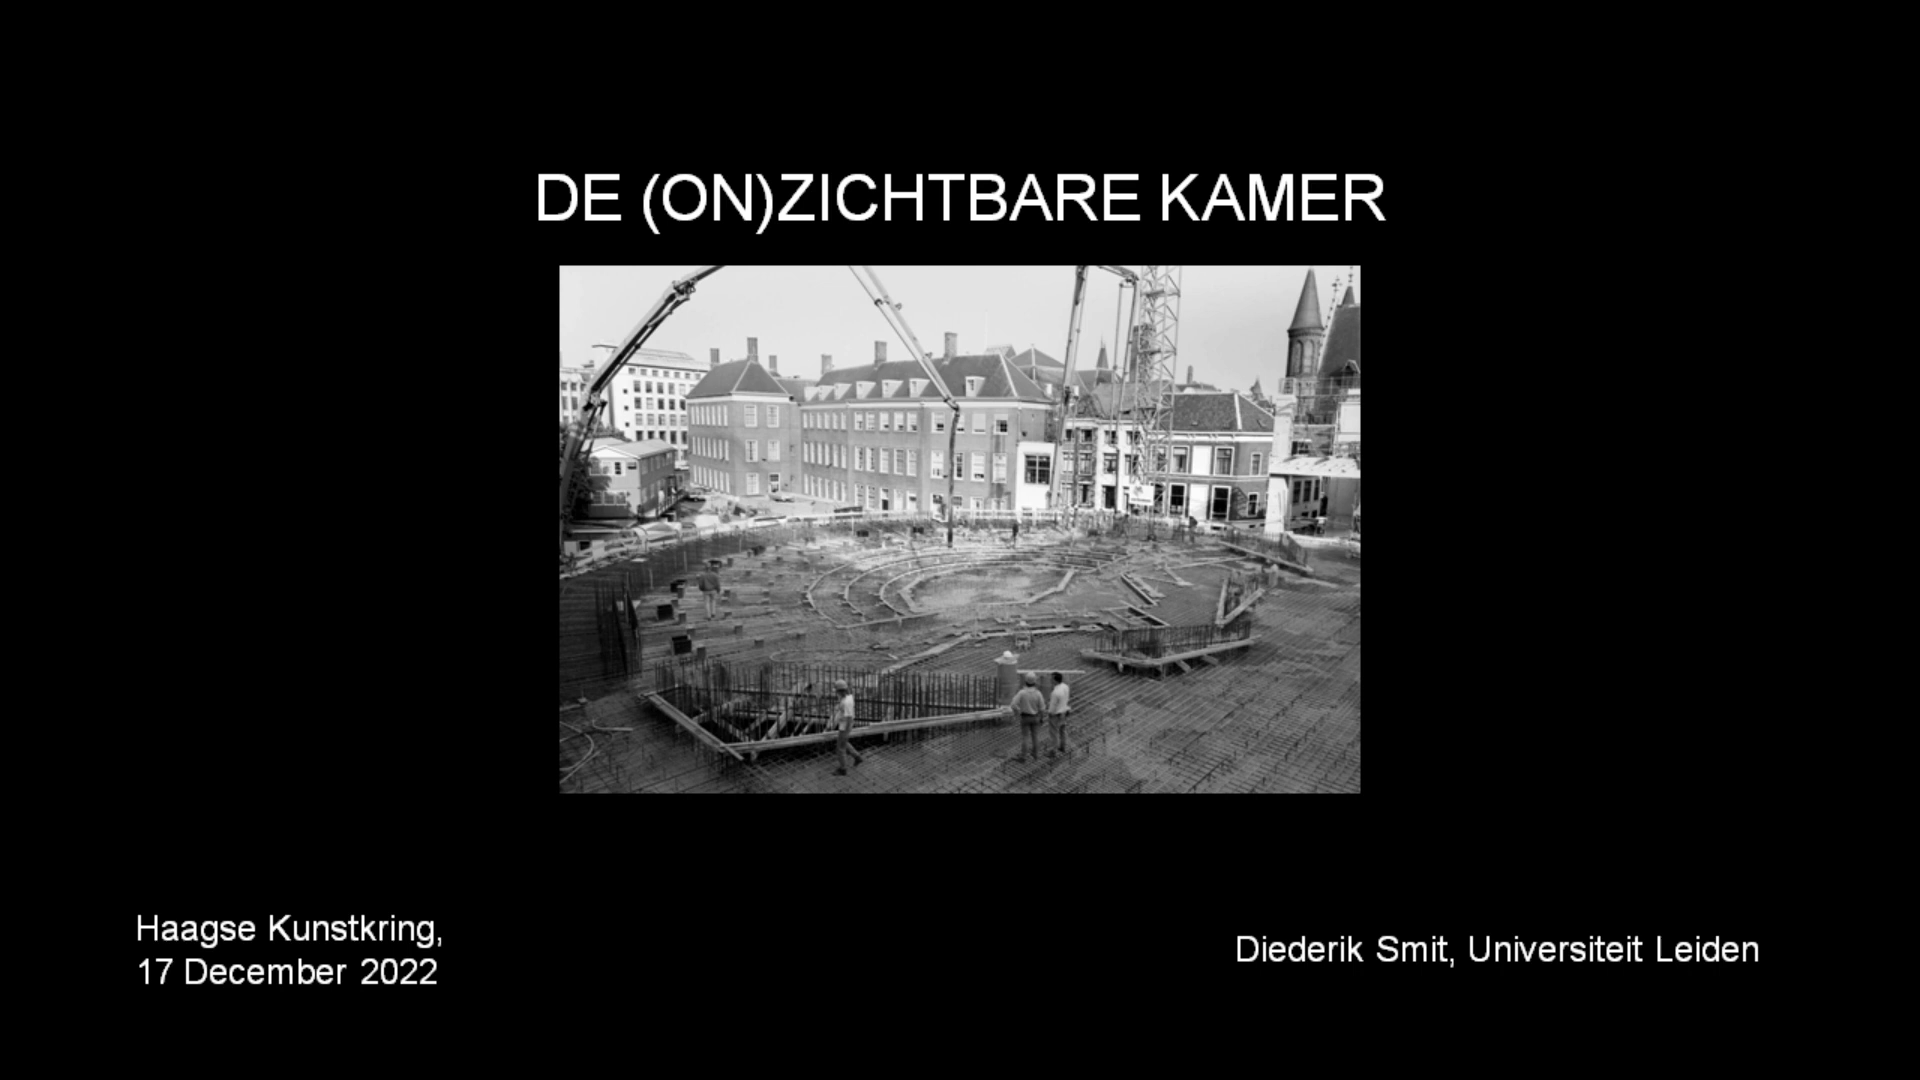 DE (ON)ZICHTBARE KAMER
Haagse Kunstkring,
17 December 2022
Diederik Smit, Universiteit Leiden